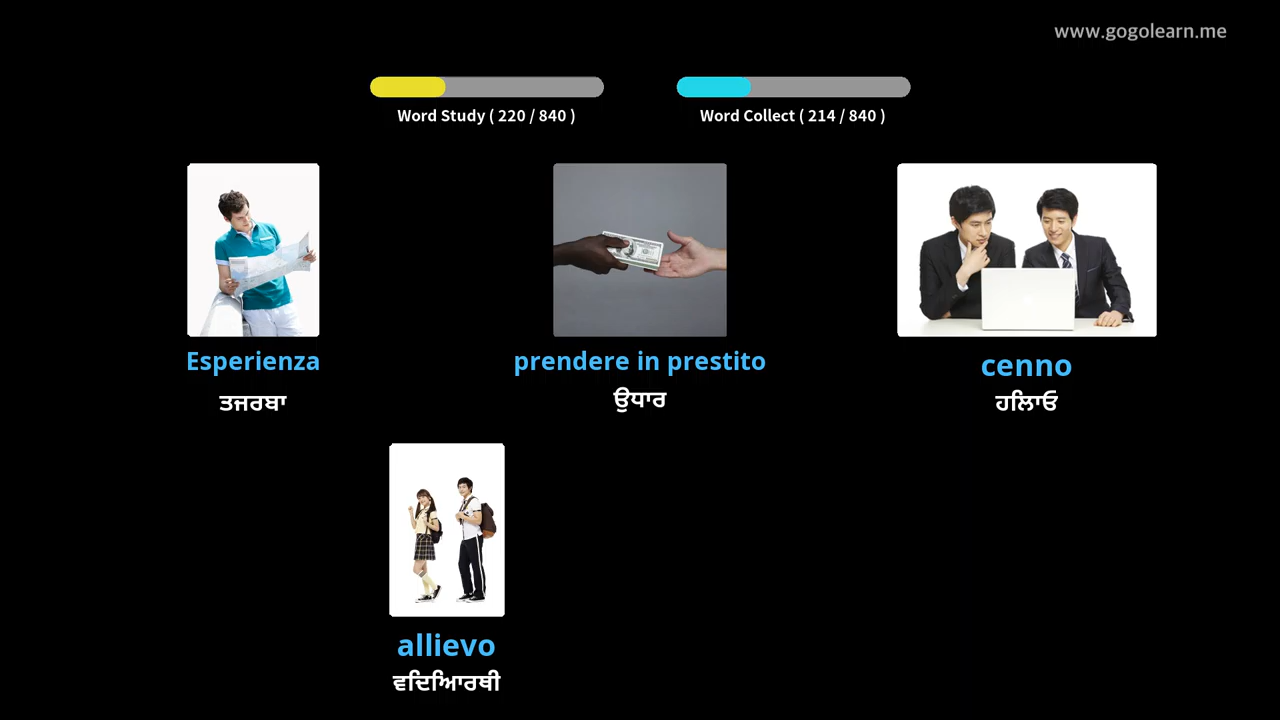 www.gogolearn.me
Word Study ( 220 / 840 )
Word Collect ( 214 / 840 )
Esperienza
ਤਜਰਬਾ
prendere in prestito
ਉਧਾਰ
cenno
ਹਲਿਾਓ
allievo
ਵਦਿਆਿਰਥੀ